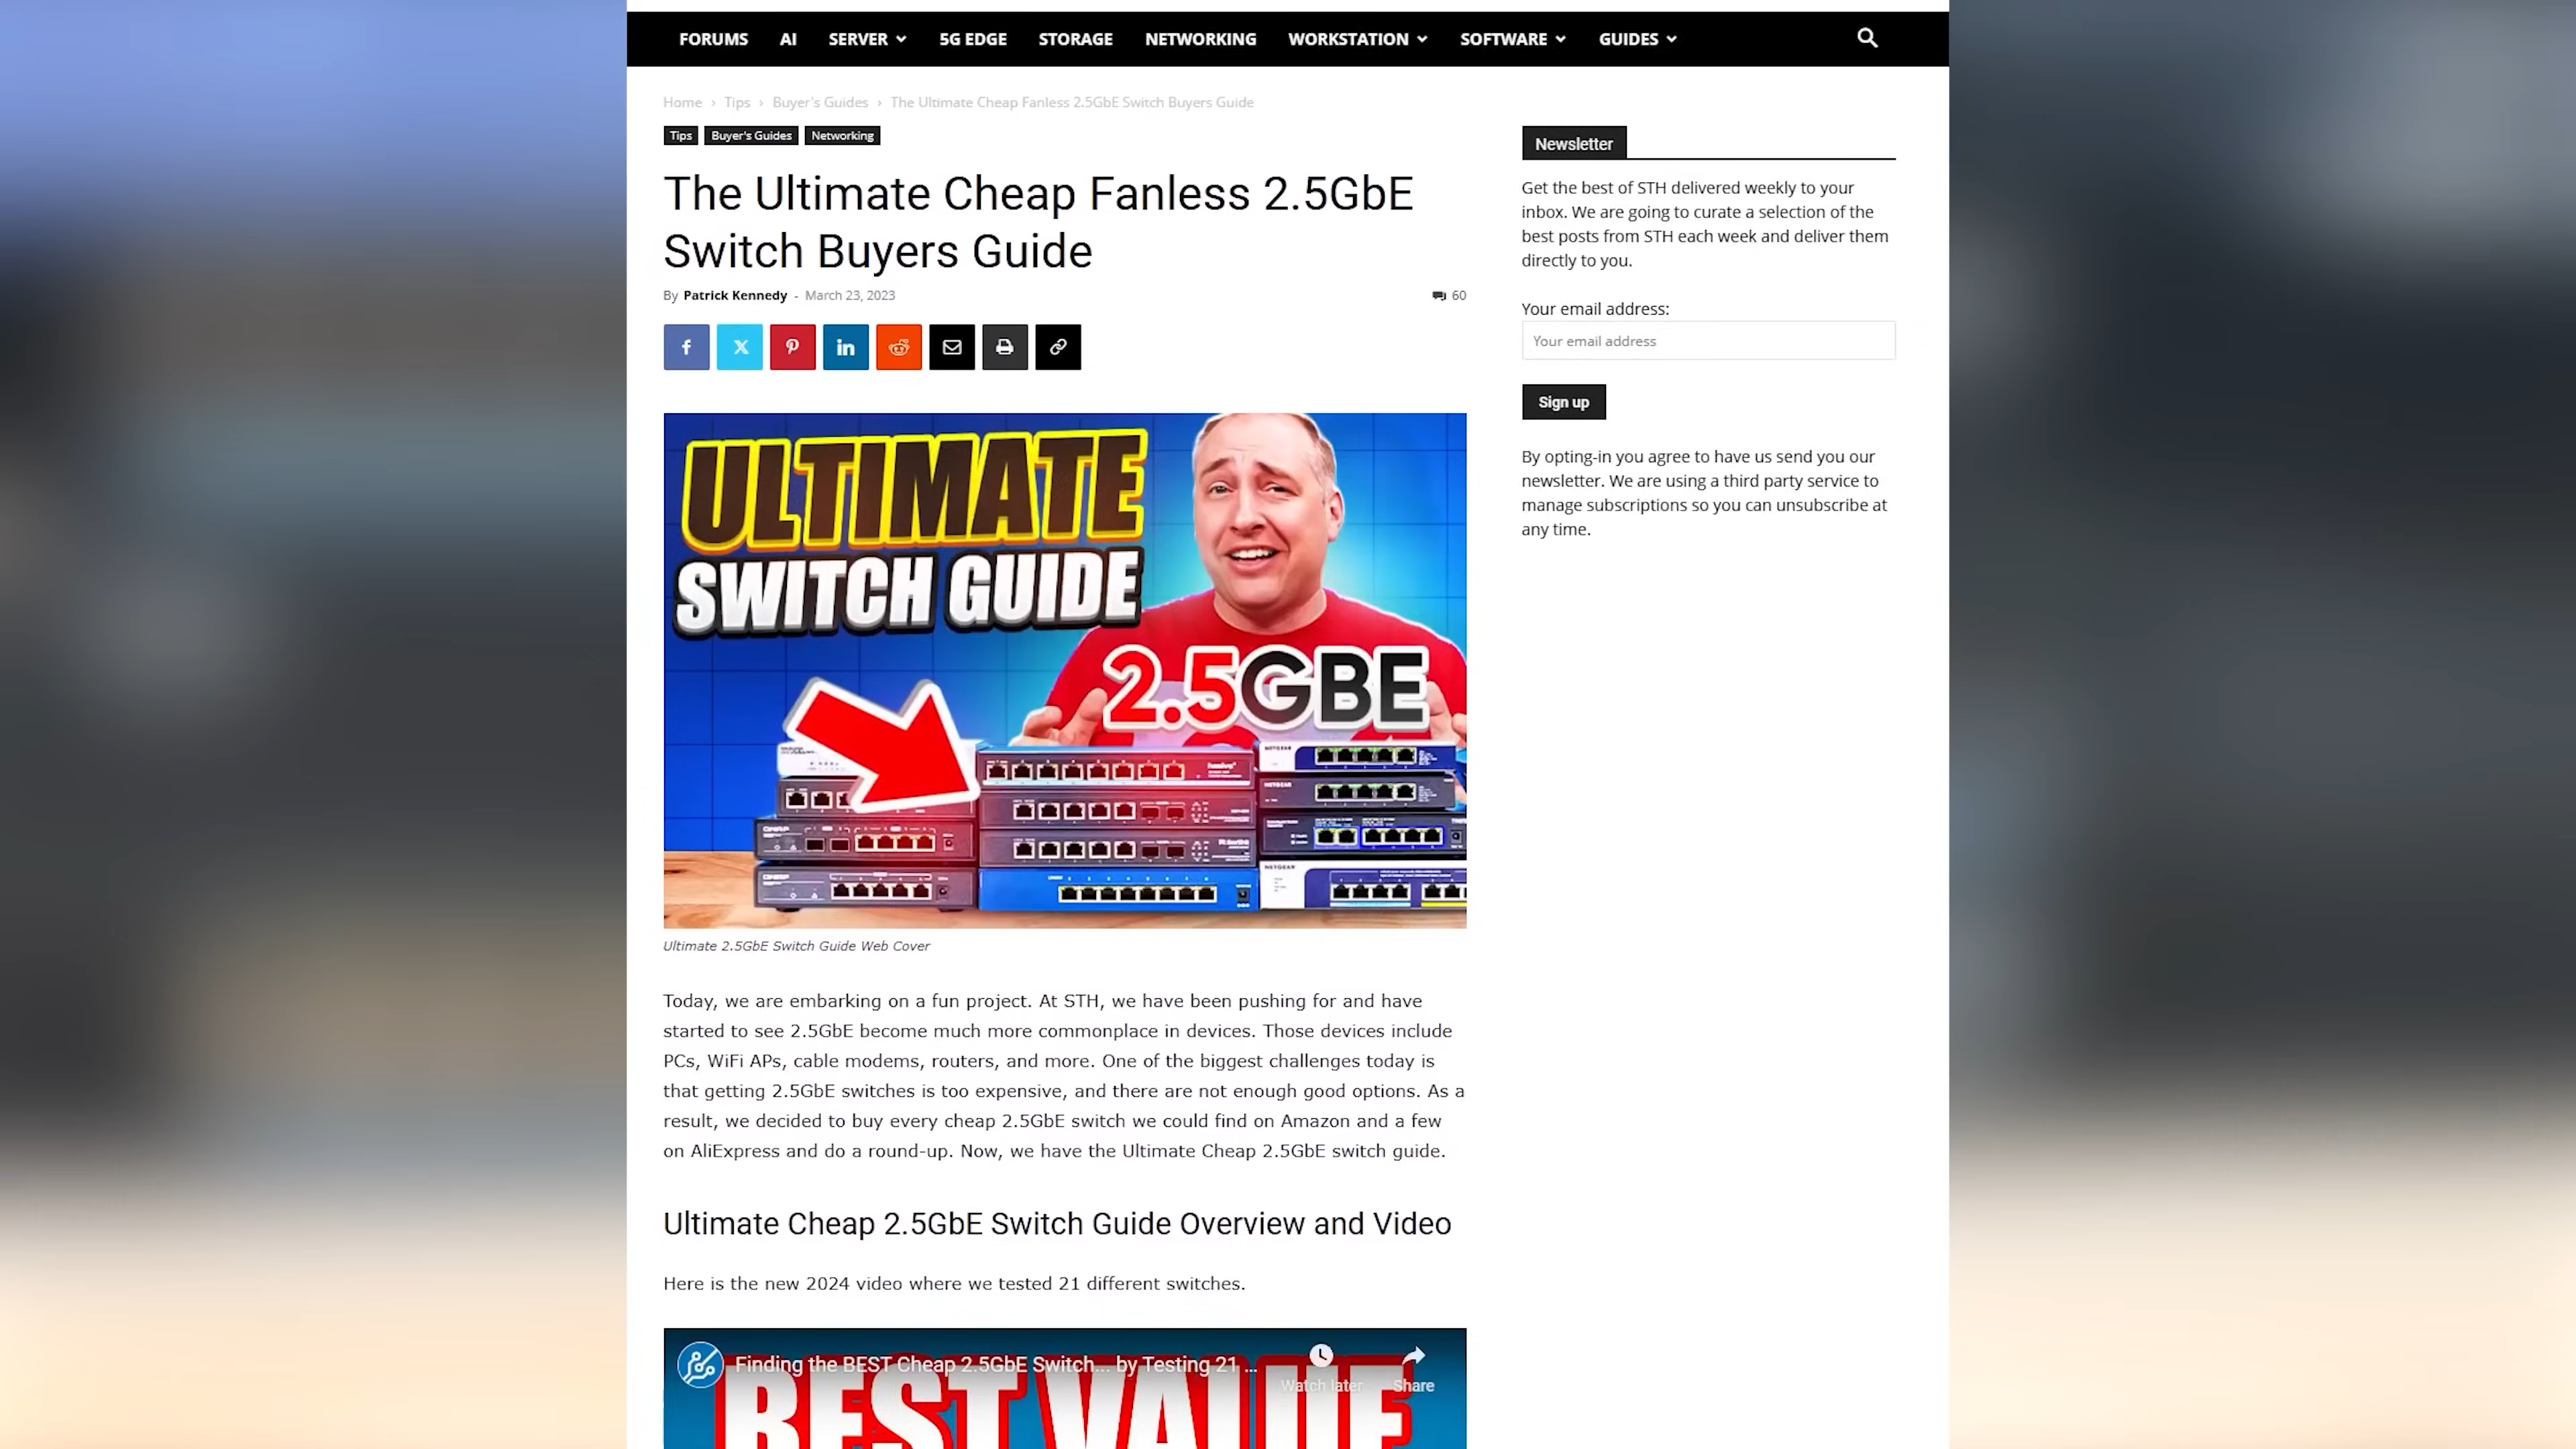 FORUMS AI SERVER 5G EDGE STORAGE NETWORKING WORKSTATION SOFTWARE GUIDES
Home › Tips › Buyer's Guides › The Ultimate Cheap Fanless 2.5GbE Switch Buyers Guide
Tips Buyer's Guides Networking
The Ultimate Cheap Fanless 2.5GbE
Switch Buyers Guide
By Patrick Kennedy - March 23, 2023
60
ULTIMATE
SWITCH GUIDE
2.5GBE
NETGEAR
NETGEAR
QNAP
QNAP
NETGEAR
Ultimate 2.5GbE Switch Guide Web Cover
Today, we are embarking on a fun project. At STH, we have been pushing for and have
started to see 2.5GbE become much more commonplace in devices. Those devices include
PCs, WiFi APs, cable modems, routers, and more. One of the biggest challenges today is
that getting 2.5GbE switches is too expensive, and there are not enough good options. As a
result, we decided to buy every cheap 2.5GbE switch we could find on Amazon and a few
on AliExpress and do a round-up. Now, we have the Ultimate Cheap 2.5GbE switch guide.
Ultimate Cheap 2.5GbE Switch Guide Overview and Video
Here is the new 2024 video where we tested 21 different switches.
Finding the BEST Cheap 2.5GbE Switch... by Testing 21 ...
Watch later Share
BEST VALUE
Newsletter
Get the best of STH delivered weekly to your
inbox. We are going to curate a selection of the
best posts from STH each week and deliver them
directly to you.
Your email address:
Your email address
Sign up
By opting-in you agree to have us send you our
newsletter. We are using a third party service to
manage subscriptions so you can unsubscribe at
any time.